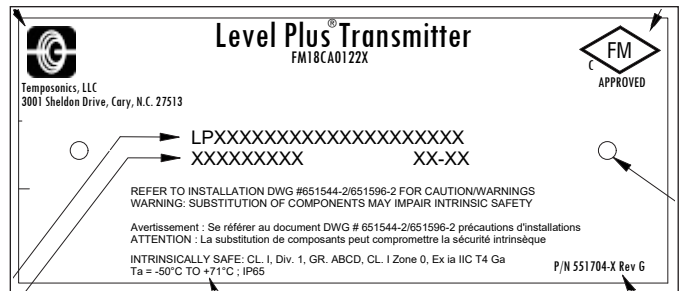 Level Plus® Transmitter
FM18CA0122X
FM
C
APPROVED
Temposonics, LLC
3001 Sheldon Drive, Cary, N.C. 27513
LPXXXXXXXXXXXXXXXXXXXX
XXXXXXXXX XX-XX
REFER TO INSTALLATION DWG #651544-2/651596-2 FOR CAUTION/WARNINGS
WARNING: SUBSTITUTION OF COMPONENTS MAY IMPAIR INTRINSIC SAFETY
Avertissement : Se référer au document DWG # 651544-2/651596-2 précautions d'installations
ATTENTION : La substitution de composants peut compromettre la sécurité intrinsèque
INTRINSICALLY SAFE: CL. I, Div. 1, GR. ABCD, CL. I Zone 0, Ex ia IIC T4 Ga
Ta = -50°C TO +71°C ; IP65
P/N 551704-X Rev G